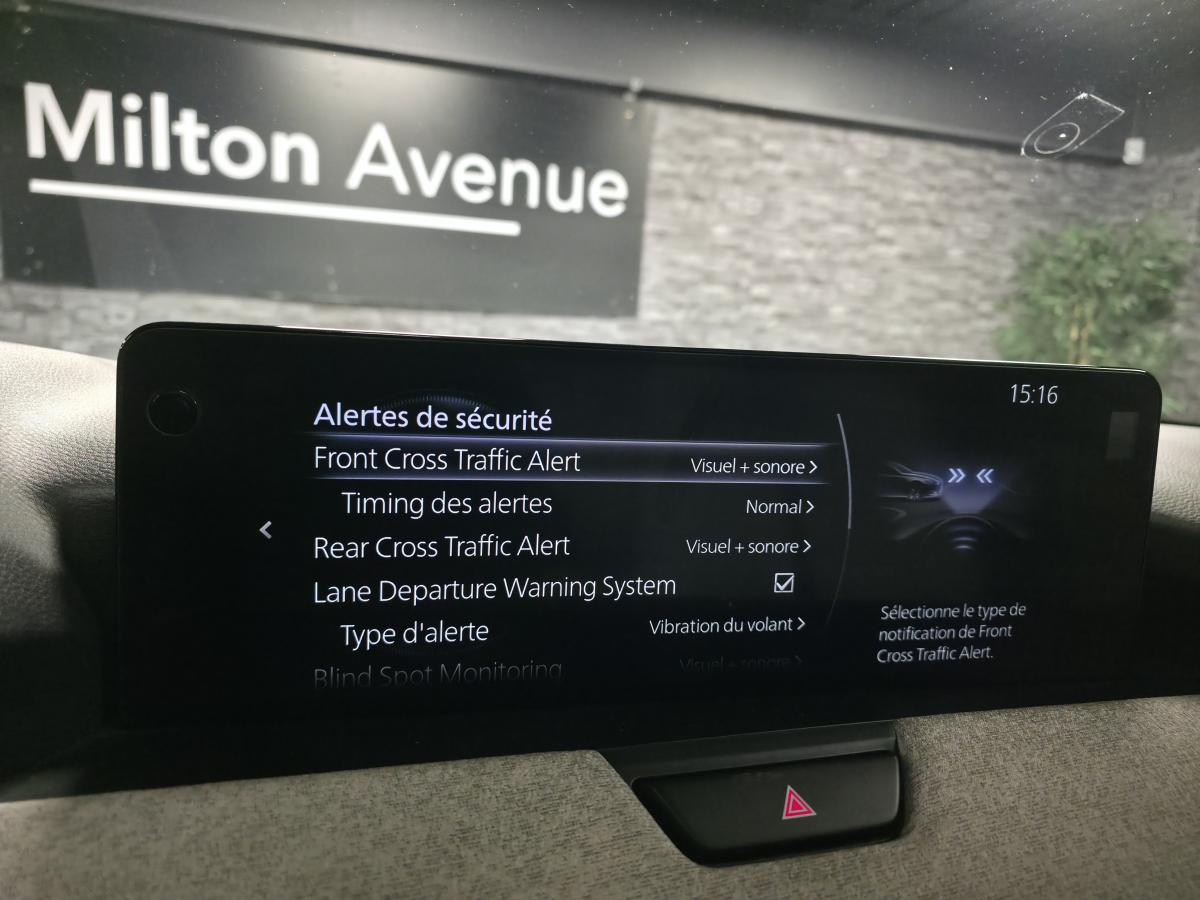 Milton Avenue
15:16
Alertes de sécurité
Front Cross Traffic Alert Visuel + sonore
Timing des alertes Normal
Rear Cross Traffic Alert Visuel + sonore
Lane Departure Warning System
Type d'alerte Vibration du volant
Blind Spot Monitoring Visuel + sonore
Sélectionne le type de
notification de Front
Cross Traffic Alert.